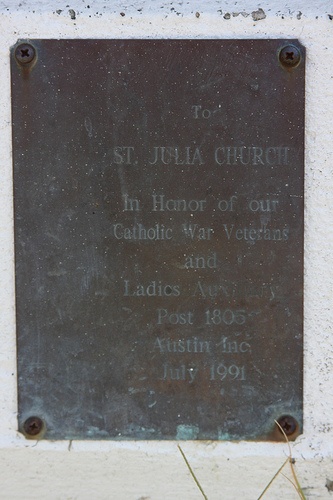 To
ST. JULIA CHURCH
In Honor of our
Catholic War Veterans
and
Ladies Auxiliary
Post 1805
Austin Inc.
July 1991